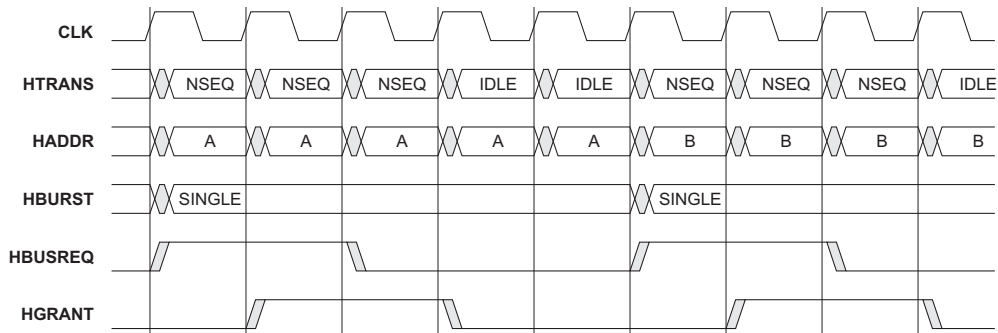 CLK
HTRANS NSEQ NSEQ NSEQ IDLE IDLE NSEQ NSEQ NSEQ IDLE
HADDR A A A A A B B B B
HBURST SINGLE SINGLE
HBUSREQ
HGRANT